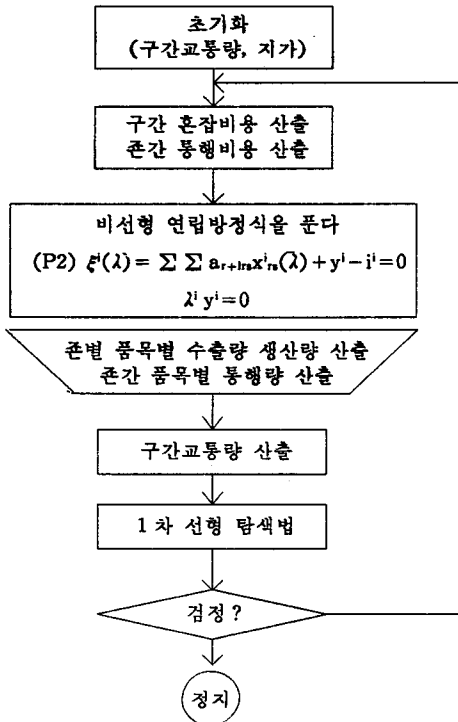 초기화
(구간교통량, 지가)
구간 혼잡비용 산출
존간 통행비용 산출
비선형 연립방정식을 푼다
(P2) ξⁱ(λ) = Σ Σ aᵣ₊ₗᵣₛxⁱᵣₛ(λ) + yⁱ − iⁱ = 0
λⁱ yⁱ = 0
존별 품목별 수출량 생산량 산출
존간 품목별 통행량 산출
구간교통량 산출
1차 선형 탐색법
검정?
정지